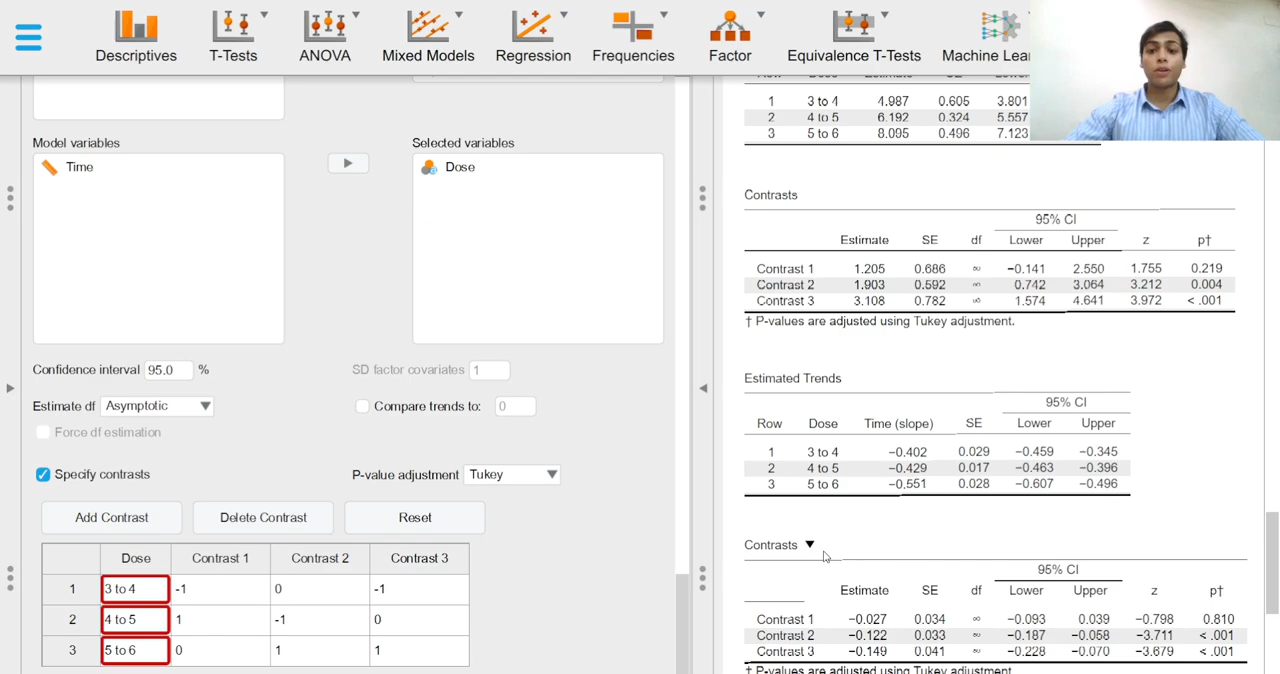 Descriptives T-Tests ANOVA Mixed Models Regression Frequencies Factor Equivalence T-Tests Machine Lear
Model variables
Selected variables
Time
Dose
Confidence interval 95.0 %
SD factor covariates 1
Estimate df Asymptotic
Compare trends to: 0
Force df estimation
Specify contrasts
P-value adjustment Tukey
Add Contrast Delete Contrast Reset
Dose Contrast 1 Contrast 2 Contrast 3
1 3 to 4 -1 0 -1
2 4 to 5 1 -1 0
3 5 to 6 0 1 1
1 3 to 4 4.987 0.605 3.801
2 4 to 5 6.192 0.324 5.557
3 5 to 6 8.095 0.496 7.123
Contrasts
95% CI
Estimate SE df Lower Upper z p†
Contrast 1 1.205 0.686 ∞ −0.141 2.550 1.755 0.219
Contrast 2 1.903 0.592 ∞ 0.742 3.064 3.212 0.004
Contrast 3 3.108 0.782 ∞ 1.574 4.641 3.972 < .001
† P-values are adjusted using Tukey adjustment.
Estimated Trends
95% CI
Row Dose Time (slope) SE Lower Upper
1 3 to 4 −0.402 0.029 −0.459 −0.345
2 4 to 5 −0.429 0.017 −0.463 −0.396
3 5 to 6 −0.551 0.028 −0.607 −0.496
Contrasts ▼
95% CI
Estimate SE df Lower Upper z p†
Contrast 1 −0.027 0.034 ∞ −0.093 0.039 −0.798 0.810
Contrast 2 −0.122 0.033 ∞ −0.187 −0.058 −3.711 < .001
Contrast 3 −0.149 0.041 ∞ −0.228 −0.070 −3.679 < .001
† P-values are adjusted using Tukey adjustment